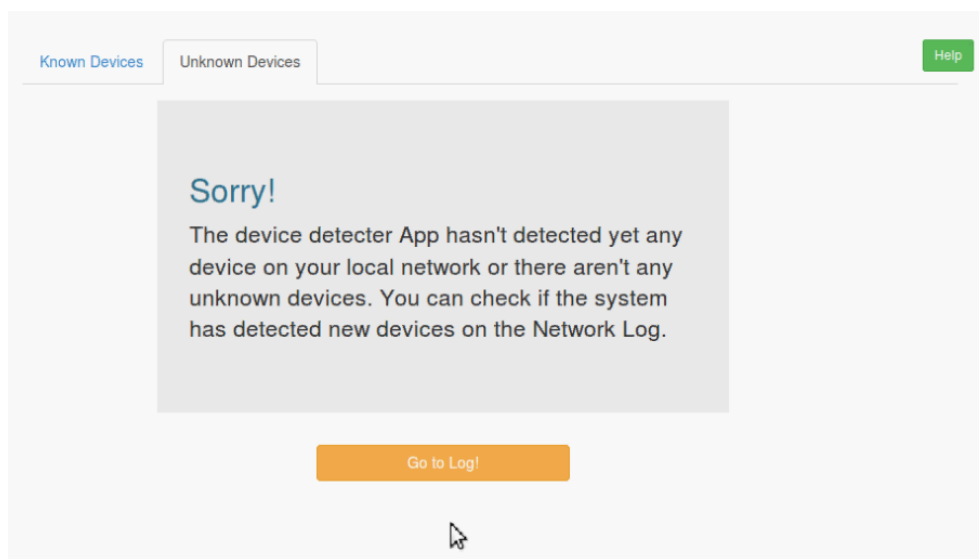 Known Devices
Unknown Devices
Help
Sorry!
The device detecter App hasn't detected yet any
device on your local network or there aren't any
unknown devices. You can check if the system
has detected new devices on the Network Log.
Go to Log!